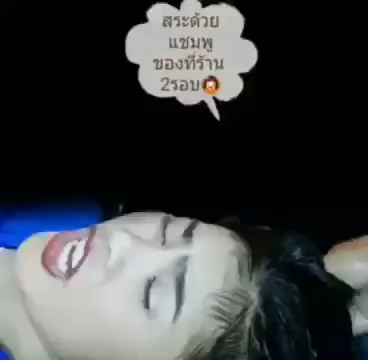 สระด้วย
แชมพู
ของที่ร้าน
2รอบ🙆